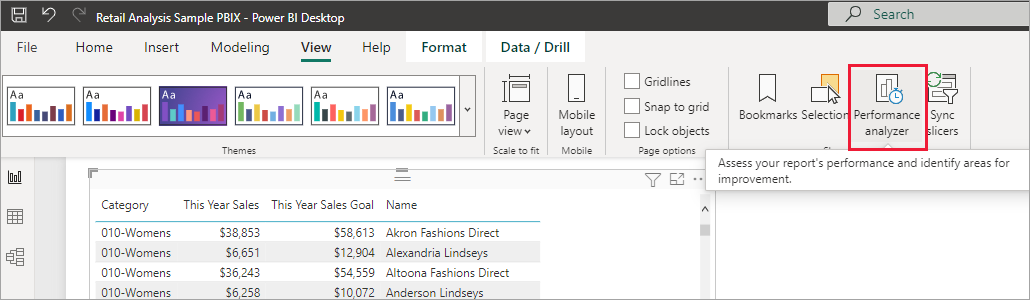 Retail Analysis Sample PBIX - Power BI Desktop
Search
File Home Insert Modeling View Help Format Data / Drill
Aa Aa Aa Aa Aa Aa
Page view
Mobile layout
Gridlines
Snap to grid
Lock objects
Bookmarks
Selection
Performance analyzer
Sync slicers
Themes Scale to fit Mobile Page options
Assess your report's performance and identify areas for
improvement.
Category This Year Sales This Year Sales Goal Name
010-Womens $38,853 $58,613 Akron Fashions Direct
010-Womens $6,651 $12,904 Alexandria Lindseys
010-Womens $36,243 $54,559 Altoona Fashions Direct
010-Womens $6,258 $10,072 Anderson Lindseys